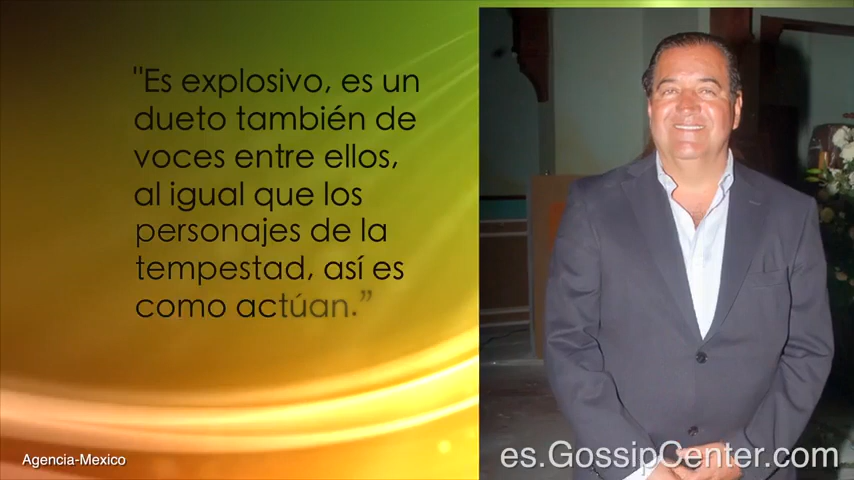 "Es explosivo, es un
dueto también de
voces entre ellos,
al igual que los
personajes de la
tempestad, así es
como actúan.”
Agencia-Mexico
es.GossipCenter.com